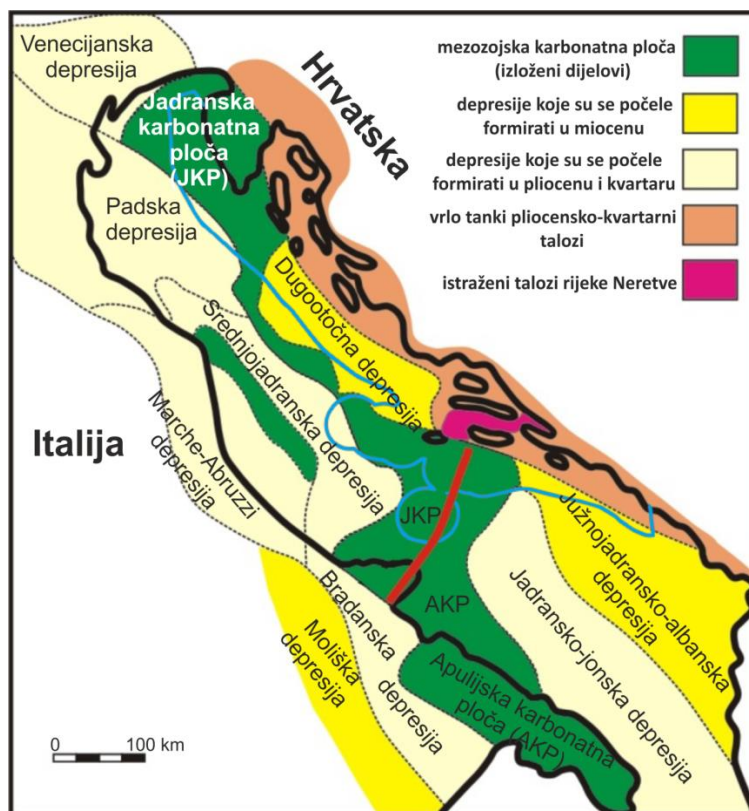 Venecijanska
depresija
Jadranska
karbonatna
ploča
(JKP)
Hrvatska
mezozojska karbonatna ploča
(izloženi dijelovi)
depresije koje su se počele
formirati u miocenu
depresije koje su se počele
formirati u pliocenu i kvartaru
vrlo tanki pliocensko-kvartarni
talozi
istraženi talozi rijeke Neretve
Padska
depresija
Dugootočna depresija
Srednjojadranska depresija
Italija
Marche-Abruzzi
depresija
JKP
Južnojadransko-albanska
depresija
Jadransko-jonska depresija
AKP
Bradanska
depresija
Moliška
depresija
Apulijska karbonatna
ploča (AKP)
0 100 km